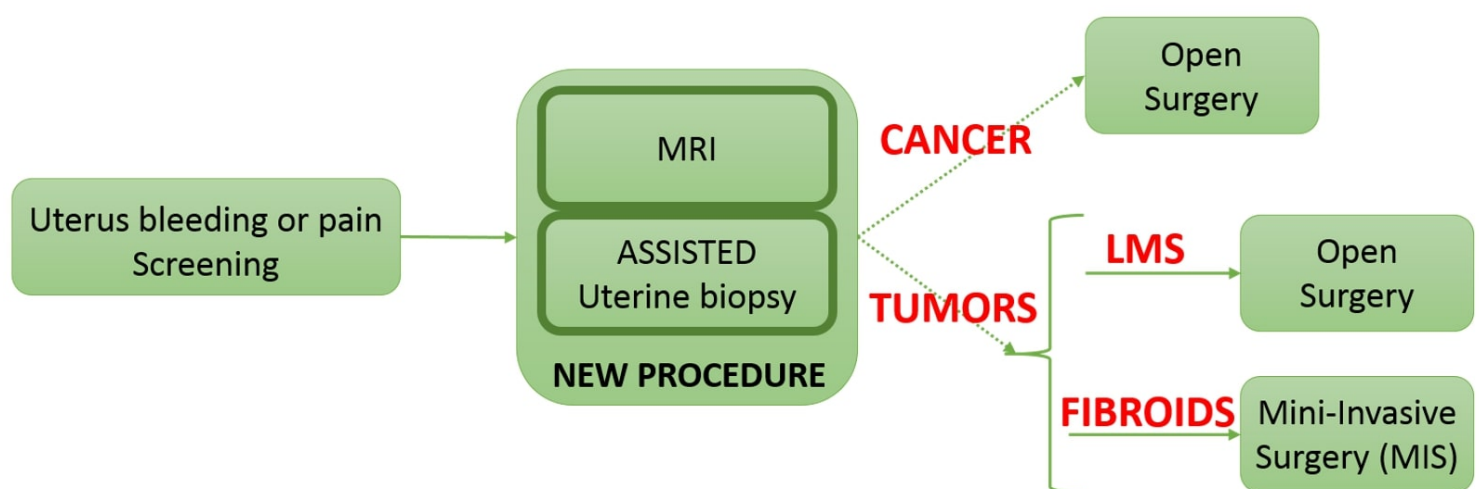 Uterus bleeding or pain
Screening
MRI
ASSISTED
Uterine biopsy
NEW PROCEDURE
CANCER
Open
Surgery
TUMORS
LMS
Open
Surgery
FIBROIDS
Mini-Invasive
Surgery (MIS)